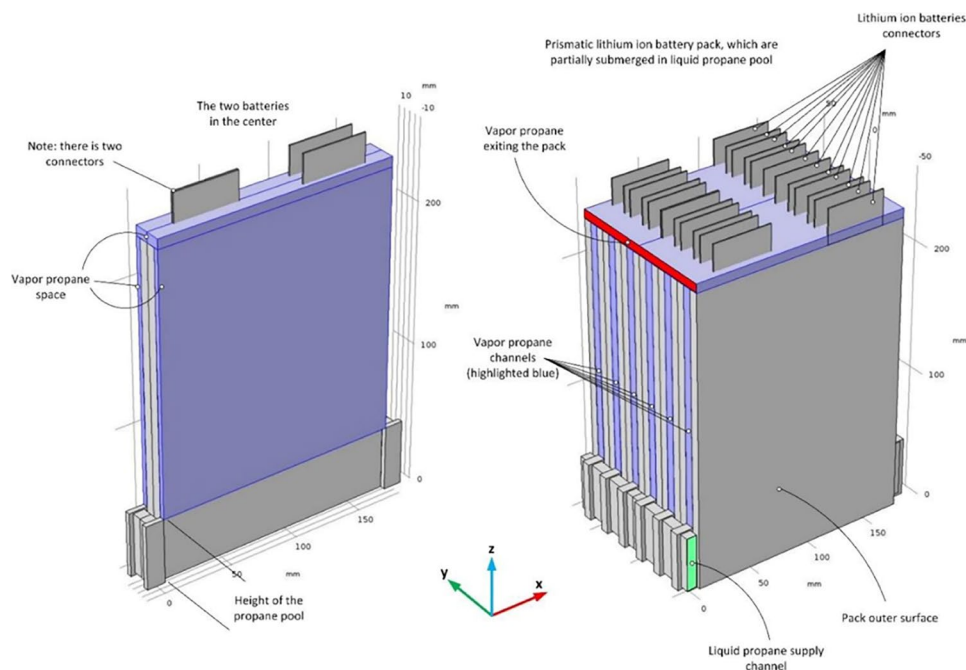 Lithium ion batteries
connectors
Prismatic lithium ion battery pack, which are
partially submerged in liquid propane pool
mm
10
-10
The two batteries
in the center
Note: there is two
connectors
50
mm
0
-50
Vapor propane
exiting the pack
200
200
Vapor propane
space
mm
mm
100
100
Vapor propane
channels
(highlighted blue)
0
0
150
100
50
mm
0
150
100
50
mm
0
z
y
x
Height of the
propane pool
Pack outer surface
Liquid propane supply
channel